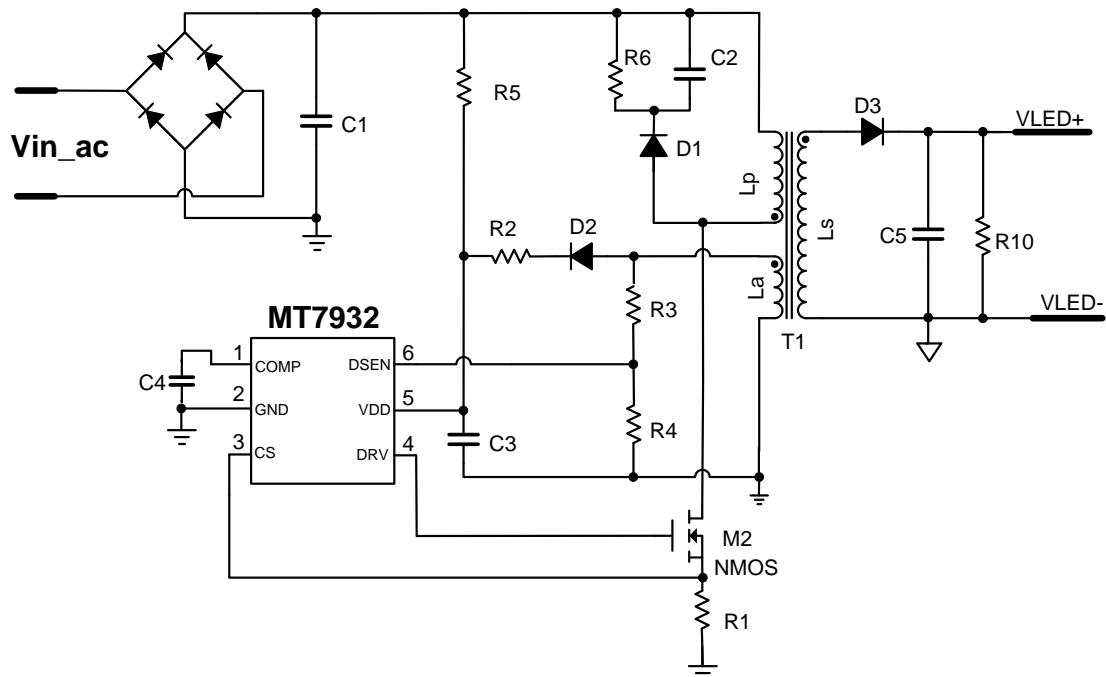 R6
C2
R5
C1
D1
D3
VLED+
Vin_ac
Lp
Ls
R2
D2
C5
R10
La
R3
VLED-
MT7932
T1
1
COMP
DSEN
6
C4
2
GND
VDD
5
R4
3
CS
DRV
4
C3
M2
NMOS
R1